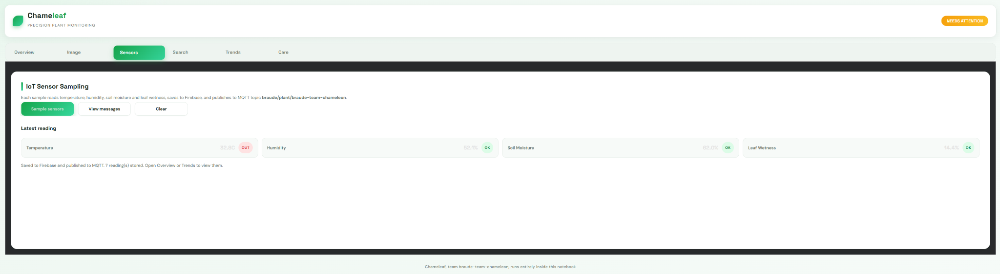 Chameleaf
PRECISION PLANT MONITORING
NEEDS ATTENTION
Overview Image Sensors Search Trends Care
IoT Sensor Sampling
Each sample reads temperature, humidity, soil moisture and leaf wetness, saves to Firebase, and publishes to MQTT topic braude/plant/braude-team-chameleon.
Sample sensors View messages Clear
Latest reading
Temperature 32.8C OUT Humidity 52.1% OK Soil Moisture 62.0% OK Leaf Wetness 14.4% OK
Saved to Firebase and published to MQTT. 7 reading(s) stored. Open Overview or Trends to view them.
Chameleaf, team braude-team-chameleon, runs entirely inside this notebook